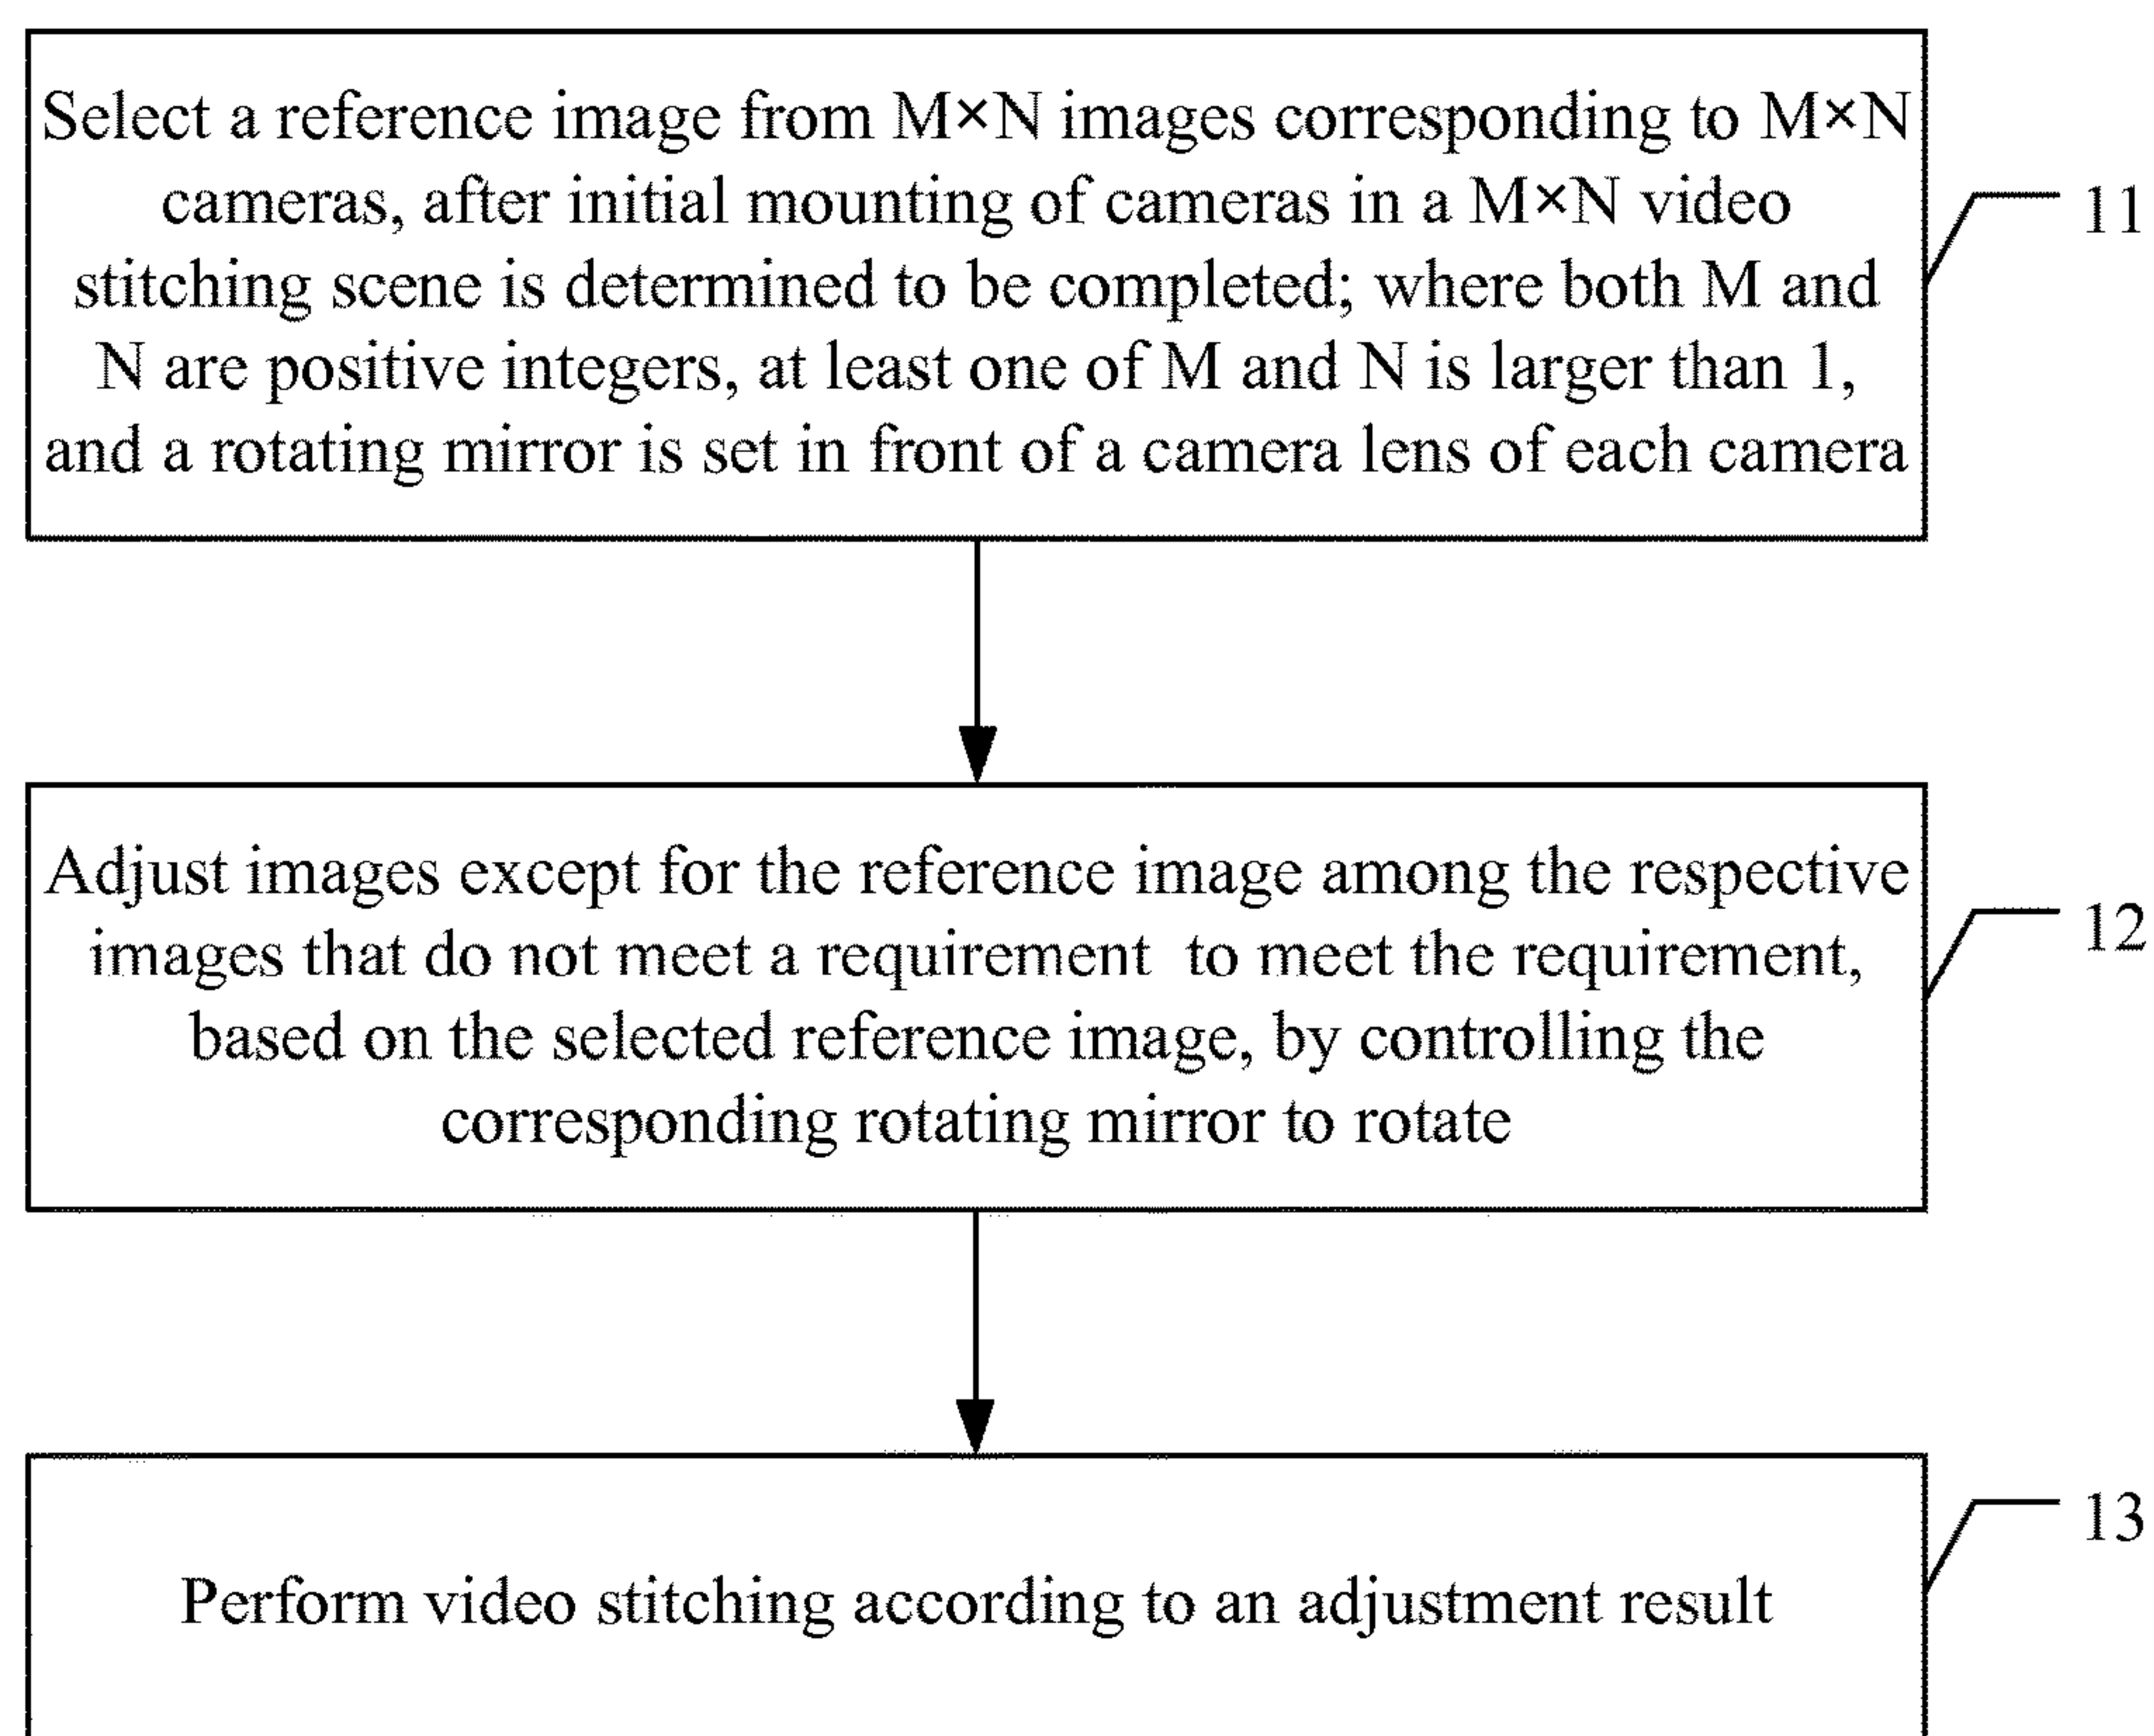 Select a reference image from M×N images corresponding to M×N
cameras, after initial mounting of cameras in a M×N video
stitching scene is determined to be completed; where both M and
N are positive integers, at least one of M and N is larger than 1,
and a rotating mirror is set in front of a camera lens of each camera
11
Adjust images except for the reference image among the respective
images that do not meet a requirement to meet the requirement,
based on the selected reference image, by controlling the
corresponding rotating mirror to rotate
12
Perform video stitching according to an adjustment result
13